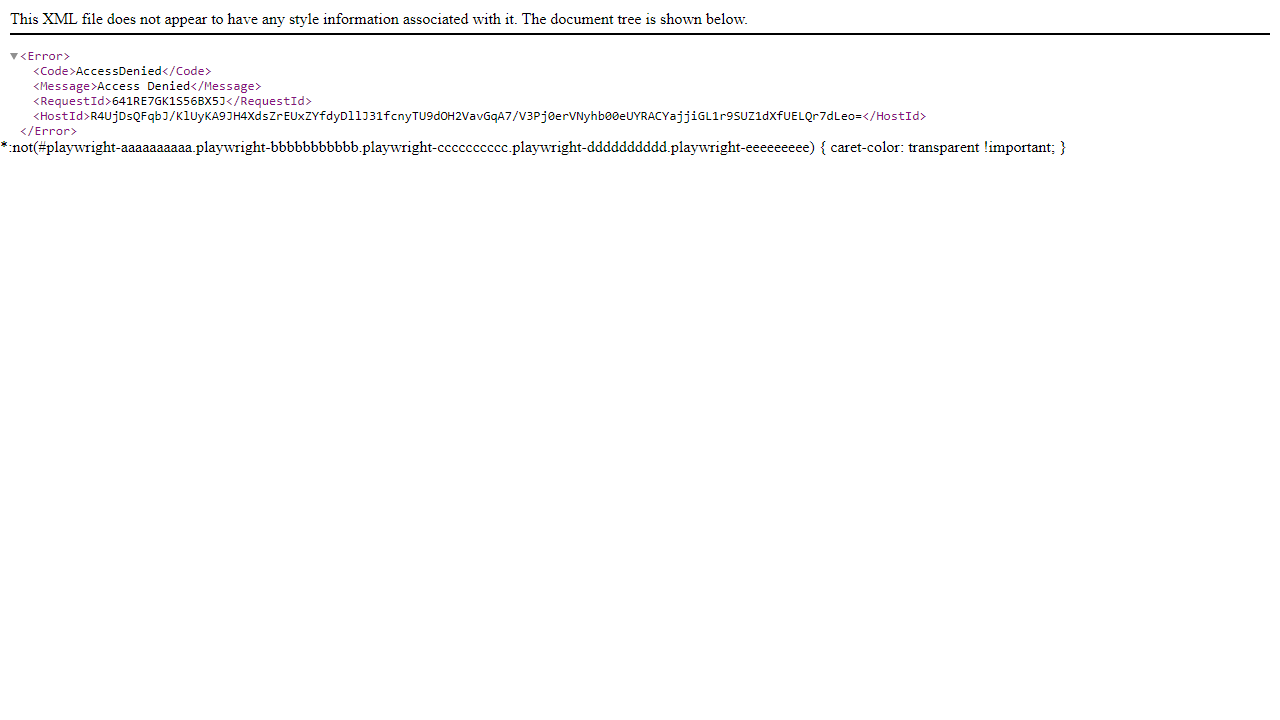 This XML file does not appear to have any style information associated with it. The document tree is shown below.
▼<Error>
<Code>AccessDenied</Code>
<Message>Access Denied</Message>
<RequestId>641RE7GK1S56BX5J</RequestId>
<HostId>R4UjDsQFqbJ/KlUyKA9JH4XdsZrEUxZYfdyDllJ31fcnyTU9dOH2VavGqA7/V3Pj0erVNyhb00eUYRACYajjiGL1r9SUZ1dXfUELQr7dLeo=</HostId>
</Error>
*:not(#playwright-aaaaaaaaaa.playwright-bbbbbbbbbbb.playwright-cccccccccc.playwright-dddddddddd.playwright-eeeeeeeee) { caret-color: transparent !important; }